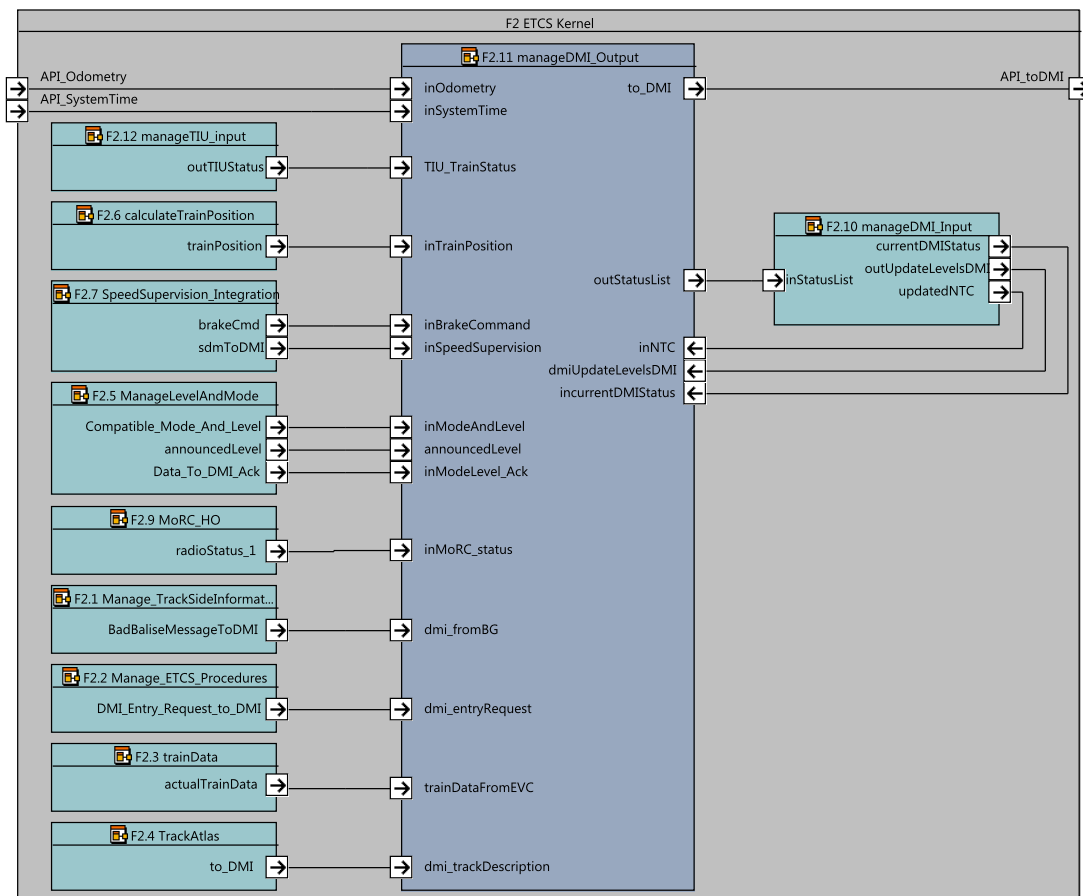 F2 ETCS Kernel
F2.11 manageDMI_Output
API_Odometry
inOdometry
to_DMI
API_toDMI
API_SystemTime
inSystemTime
F2.12 manageTIU_input
outTIUStatus
TIU_TrainStatus
F2.6 calculateTrainPosition
trainPosition
inTrainPosition
F2.10 manageDMI_Input
currentDMIStatus
outUpdateLevelsDMI
updatedNTC
outStatusList
inStatusList
F2.7 SpeedSupervision_Integration
brakeCmd
inBrakeCommand
sdmToDMI
inSpeedSupervision
inNTC
dmiUpdateLevelsDMI
incurrentDMIStatus
F2.5 ManageLevelAndMode
Compatible_Mode_And_Level
inModeAndLevel
announcedLevel
announcedLevel
Data_To_DMI_Ack
inModeLevel_Ack
F2.9 MoRC_HO
radioStatus_1
inMoRC_status
F2.1 Manage_TrackSideInformat...
BadBaliseMessageToDMI
dmi_fromBG
F2.2 Manage_ETCS_Procedures
DMI_Entry_Request_to_DMI
dmi_entryRequest
F2.3 trainData
actualTrainData
trainDataFromEVC
F2.4 TrackAtlas
to_DMI
dmi_trackDescription